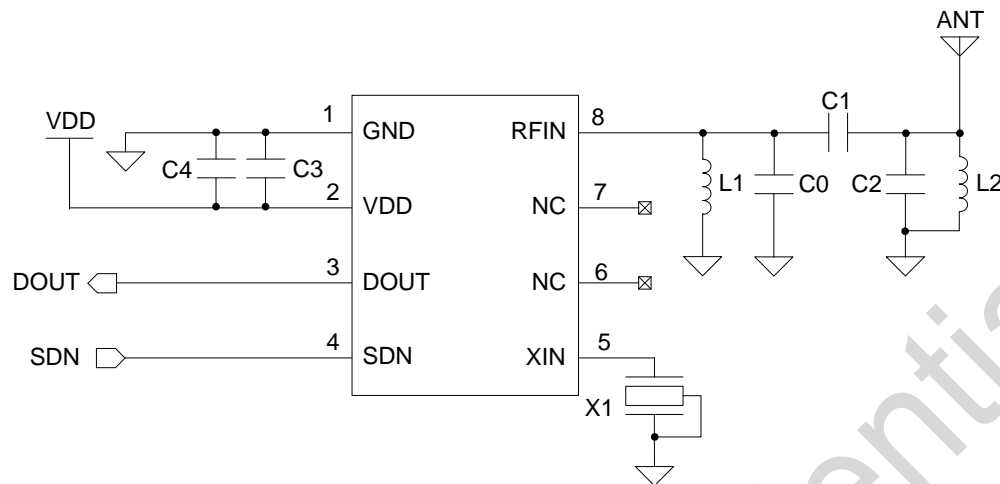 ANT
VDD
1
GND
RFIN
8
C1
C4
C3
L1
C0
C2
L2
2
VDD
NC
7
DOUT
3
DOUT
NC
6
SDN
4
SDN
XIN
5
X1